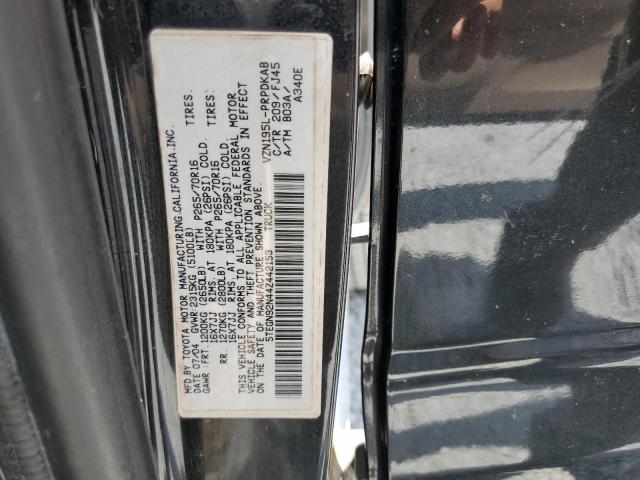 MFD BY TOYOTA MOTOR MANUFACTURING, CALIFORNIA, INC.
DATE 07/04 GVWR: 2315KG (5100LB) TIRES:
GAWR : FRT. 1200KG (2650LB) WITH P265/70R16
16X7JJ RIMS, AT 180KPA (26PSI) COLD. TIRES:
RR. 1270KG (2800LB) WITH P265/70R16
16X7JJ RIMS, AT 180KPA (26PSI) COLD.
THIS VEHICLE CONFORMS TO ALL APPLICABLE FEDERAL MOTOR
VEHICLE SAFETY AND THEFT PREVENTION STANDARDS IN EFFECT
ON THE DATE OF MANUFACTURE SHOWN ABOVE.
5TEGN92N44Z442153 TRUCK VZN195L-PRPDKAB
C/TR 209/FJ45
A/TM B03A/
A340E